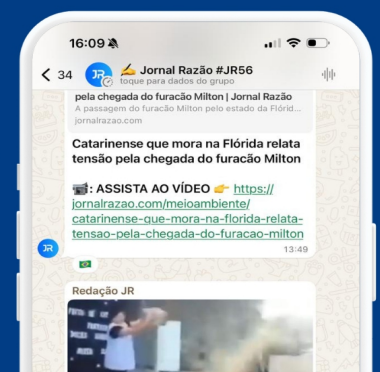 16:09
34
JR
✍️ Jornal Razão #JR56
toque para dados do grupo
pela chegada do furacão Milton | Jornal Razão
A passagem do furacão Milton pelo estado da Flórid...
jornalrazao.com
Catarinense que mora na Flórida relata
tensão pela chegada do furacão Milton
📹: ASSISTA AO VÍDEO 👉 https://
jornalrazao.com/meioambiente/
catarinense-que-mora-na-florida-relata-
tensao-pela-chegada-do-furacao-milton
13:49
JR
Redação JR